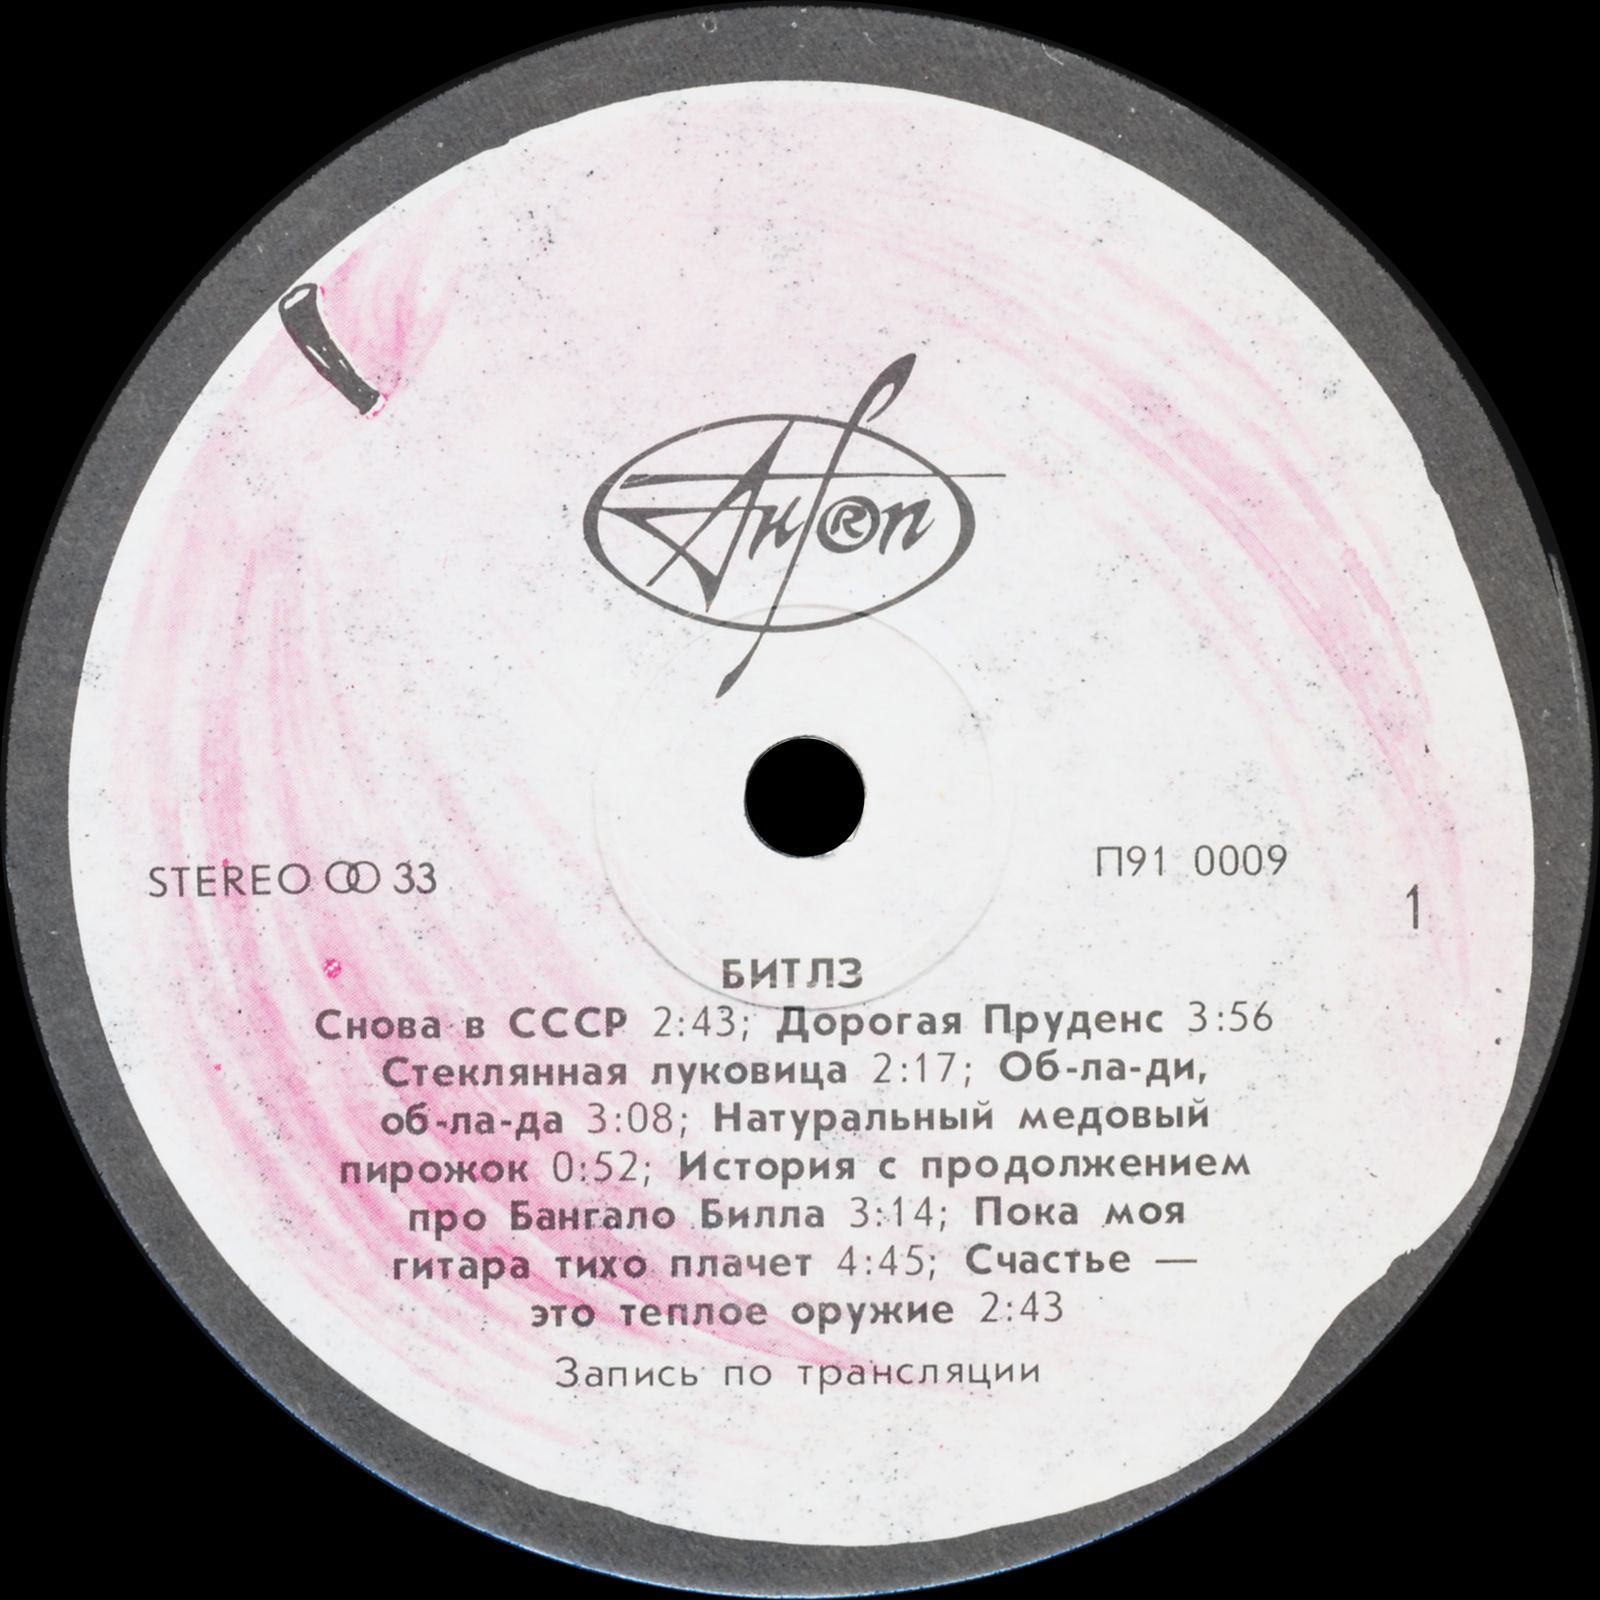 АнТ®оп
STEREO 33
П91 0009
1
БИТЛЗ
Снова в СССР 2:43; Дорогая Пруденс 3:56
Стеклянная луковица 2:17; Об-ла-ди,
об-ла-да 3:08; Натуральный медовый
пирожок 0:52; История с продолжением
про Бангало Билла 3:14; Пока моя
гитара тихо плачет 4:45; Счастье —
это теплое оружие 2:43
Запись по трансляции